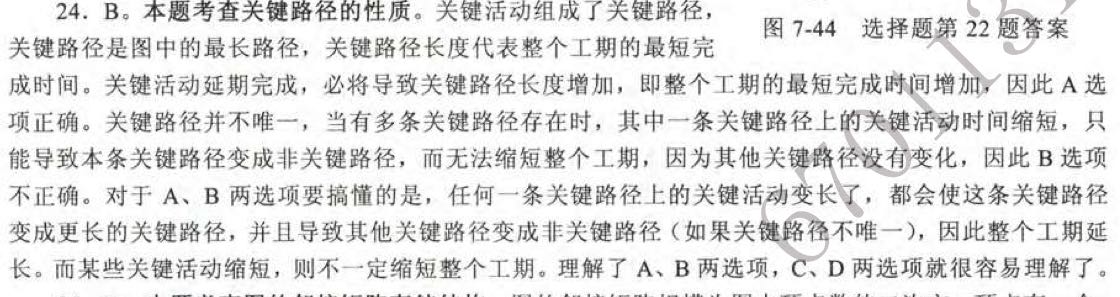 24．B。本题考查关键路径的性质。关键活动组成了关键路径，
图 7-44 选择题第 22 题答案
关键路径是图中的最长路径，关键路径长度代表整个工期的最短完
成时间。关键活动延期完成，必将导致关键路径长度增加，即整个工期的最短完成时间增加，因此 A 选
项正确。关键路径并不唯一，当有多条关键路径存在时，其中一条关键路径上的关键活动时间缩短，只
能导致本条关键路径变成非关键路径，而无法缩短整个工期，因为其他关键路径没有变化，因此 B 选项
不正确。对于 A、B 两选项要搞懂的是，任何一条关键路径上的关键活动变长了，都会使这条关键路径
变成更长的关键路径，并且导致其他关键路径变成非关键路径（如果关键路径不唯一），因此整个工期延
长。而某些关键活动缩短，则不一定缩短整个工期。理解了 A、B 两选项，C、D 两选项就很容易理解了。